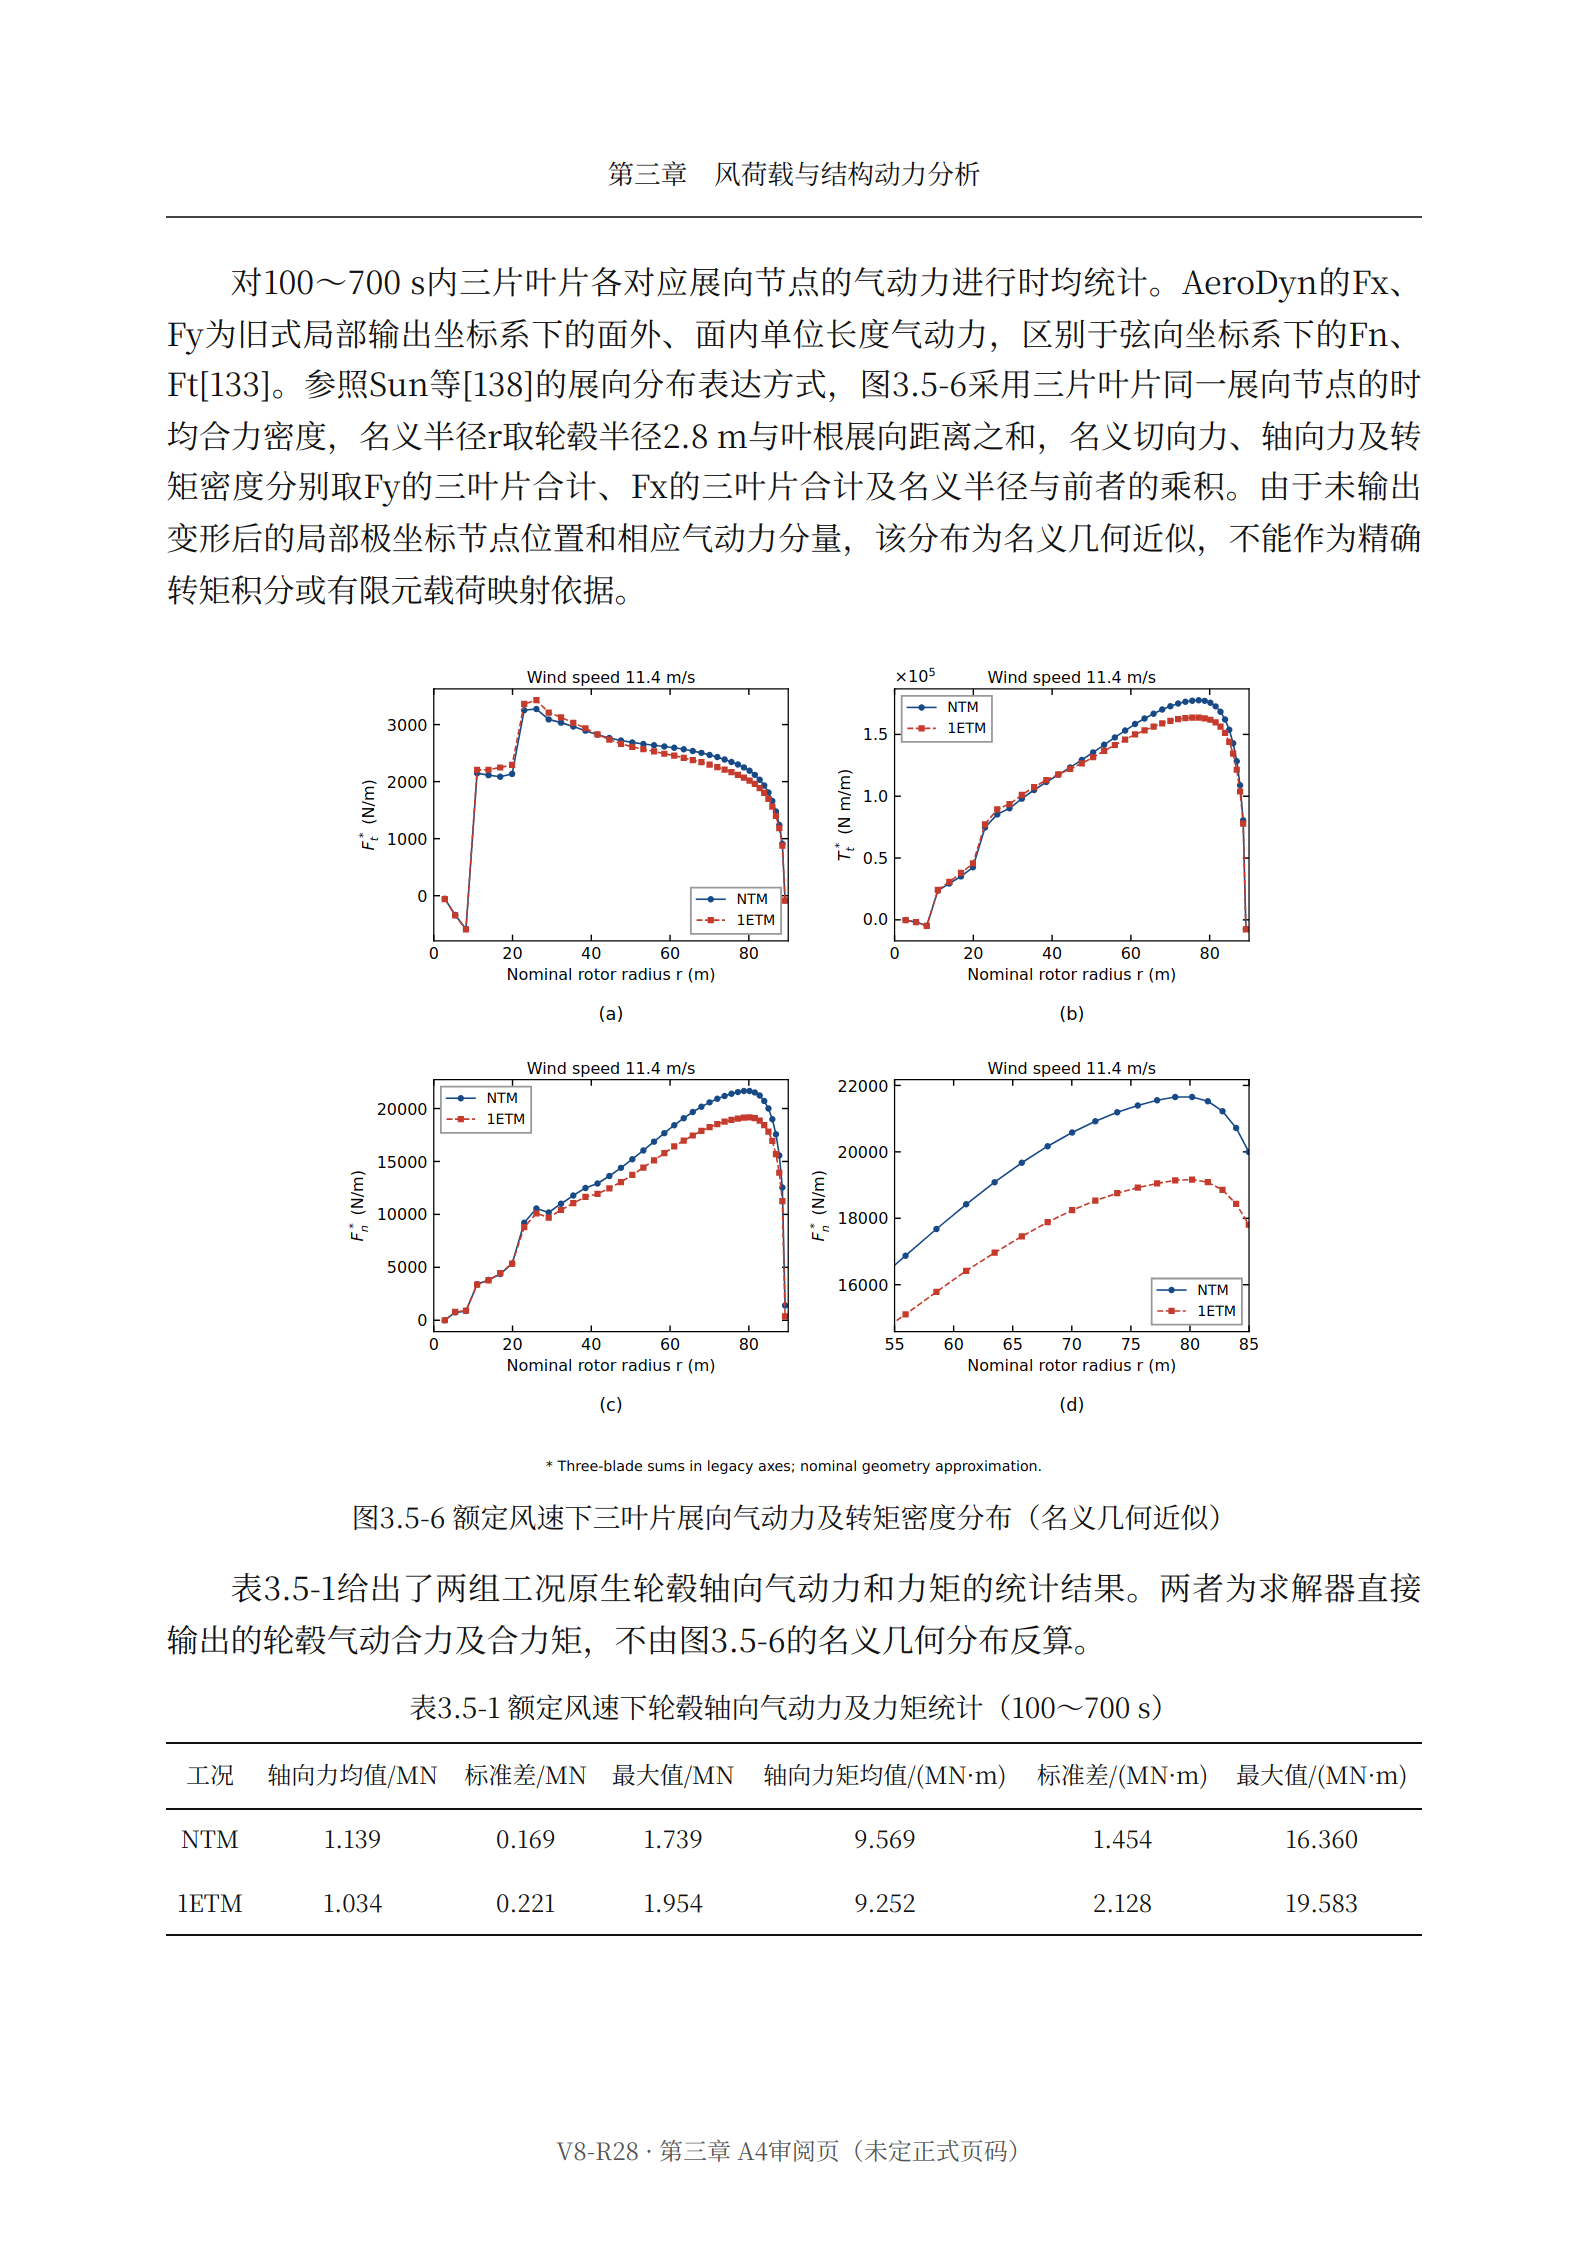 第三章 风荷载与结构动力分析
对100～700 s内三片叶片各对应展向节点的气动力进行时均统计。AeroDyn的Fx、
Fy为旧式局部输出坐标系下的面外、面内单位长度气动力，区别于弦向坐标系下的Fn、
Ft[133]。参照Sun等[138]的展向分布表达方式，图3.5-6采用三片叶片同一展向节点的时
均合力密度，名义半径r取轮毂半径2.8 m与叶根展向距离之和，名义切向力、轴向力及转
矩密度分别取Fy的三叶片合计、Fx的三叶片合计及名义半径与前者的乘积。由于未输出
变形后的局部极坐标节点位置和相应气动力分量，该分布为名义几何近似，不能作为精确
转矩积分或有限元载荷映射依据。
Wind speed 11.4 m/s
F_t^* (N/m)
3000
2000
1000
0
NTM
1ETM
0 20 40 60 80
Nominal rotor radius r (m)
(a)
×10^5
Wind speed 11.4 m/s
T_t^* (N m/m)
NTM
1ETM
1.5
1.0
0.5
0.0
0 20 40 60 80
Nominal rotor radius r (m)
(b)
Wind speed 11.4 m/s
F_n^* (N/m)
NTM
1ETM
20000
15000
10000
5000
0
0 20 40 60 80
Nominal rotor radius r (m)
(c)
Wind speed 11.4 m/s
F_n^* (N/m)
22000
20000
18000
16000
NTM
1ETM
55 60 65 70 75 80 85
Nominal rotor radius r (m)
(d)
* Three-blade sums in legacy axes; nominal geometry approximation.
图3.5-6 额定风速下三叶片展向气动力及转矩密度分布（名义几何近似）
表3.5-1给出了两组工况原生轮毂轴向气动力和力矩的统计结果。两者为求解器直接
输出的轮毂气动合力及合力矩，不由图3.5-6的名义几何分布反算。
表3.5-1 额定风速下轮毂轴向气动力及力矩统计（100～700 s）
工况 轴向力均值/MN 标准差/MN 最大值/MN 轴向力矩均值/(MN·m) 标准差/(MN·m) 最大值/(MN·m)
NTM 1.139 0.169 1.739 9.569 1.454 16.360
1ETM 1.034 0.221 1.954 9.252 2.128 19.583
V8-R28 · 第三章 A4审阅页（未定正式页码）